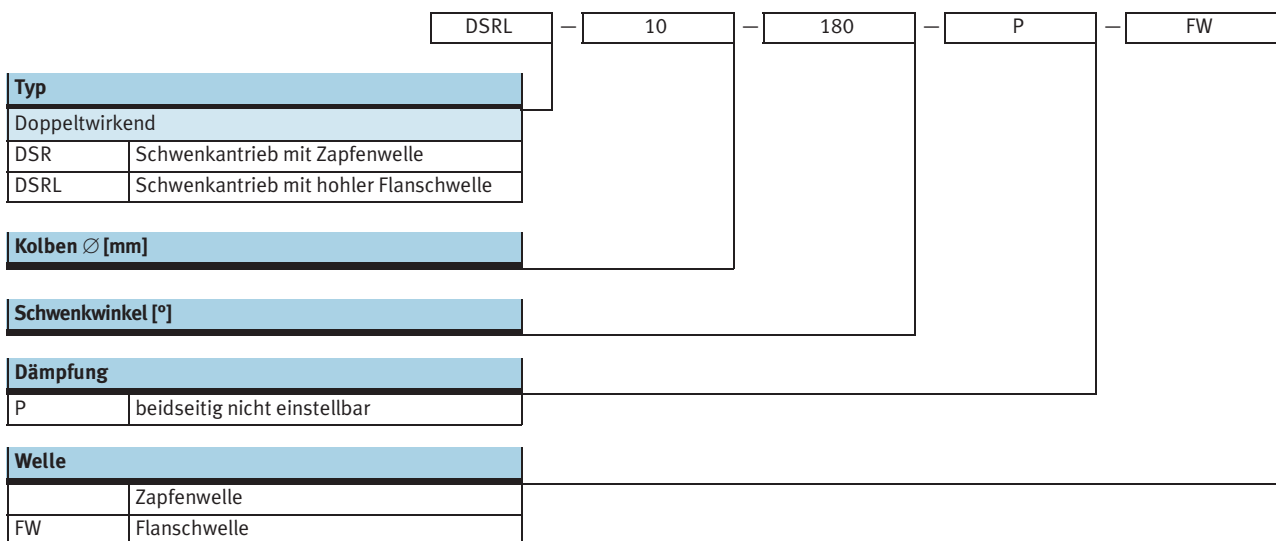 DSRL — 10 — 180 — P — FW
Typ
Doppeltwirkend
DSR Schwenkantrieb mit Zapfenwelle
DSRL Schwenkantrieb mit hohler Flanschwelle
Kolben ∅ [mm]
Schwenkwinkel [°]
Dämpfung
P beidseitig nicht einstellbar
Welle
Zapfenwelle
FW Flanschwelle